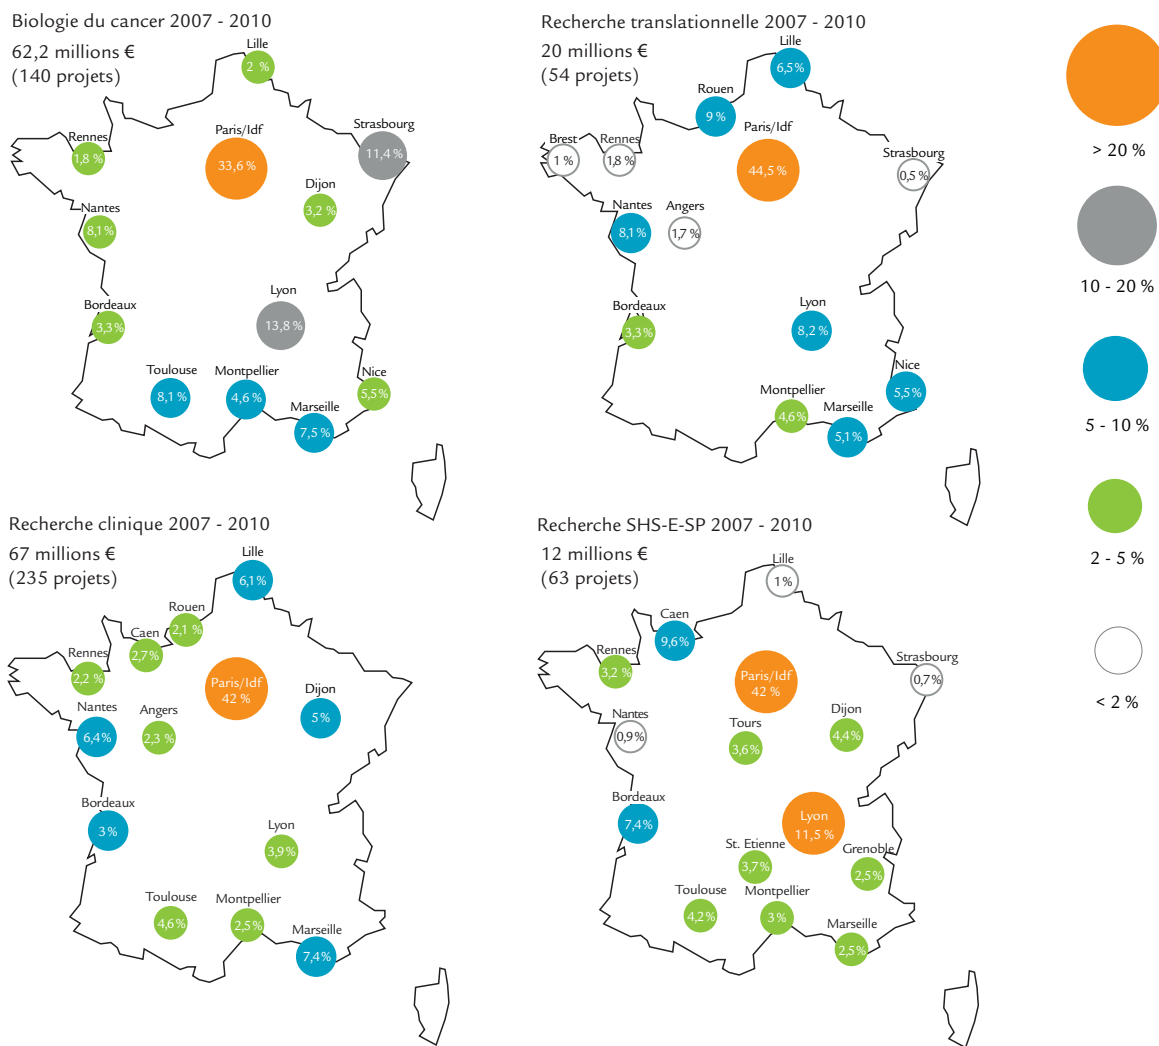 Biologie du cancer 2007 - 2010
62,2 millions €
(140 projets)
Lille
2 %
Rennes
1,8 %
Paris/Idf
33,6 %
Strasbourg
11,4 %
Dijon
3,2 %
Nantes
8,1 %
Bordeaux
3,3 %
Lyon
13,8 %
Toulouse
8,1 %
Montpellier
4,6 %
Nice
5,5 %
Marseille
7,5 %
Recherche translationnelle 2007 - 2010
20 millions €
(54 projets)
Lille
6,5 %
Rouen
9 %
Paris/Idf
44,5 %
Brest
1 %
Rennes
1,8 %
Strasbourg
0,5 %
Nantes
8,1 %
Angers
1,7 %
Bordeaux
3,3 %
Lyon
8,2 %
Nice
5,5 %
Montpellier
4,6 %
Marseille
5,1 %
> 20 %
10 - 20 %
5 - 10 %
2 - 5 %
< 2 %
Recherche clinique 2007 - 2010
67 millions €
(235 projets)
Lille
6,1 %
Rouen
2,1 %
Caen
2,7 %
Rennes
2,2 %
Paris/Idf
42 %
Dijon
5 %
Nantes
6,4 %
Angers
2,3 %
Bordeaux
3 %
Lyon
3,9 %
Toulouse
4,6 %
Montpellier
2,5 %
Marseille
7,4 %
Recherche SHS-E-SP 2007 - 2010
12 millions €
(63 projets)
Lille
1 %
Caen
9,6 %
Rennes
3,2 %
Paris/Idf
42 %
Strasbourg
0,7 %
Nantes
0,9 %
Tours
3,6 %
Dijon
4,4 %
Bordeaux
7,4 %
Lyon
11,5 %
St. Etienne
3,7 %
Grenoble
2,5 %
Toulouse
4,2 %
Montpellier
3 %
Marseille
2,5 %